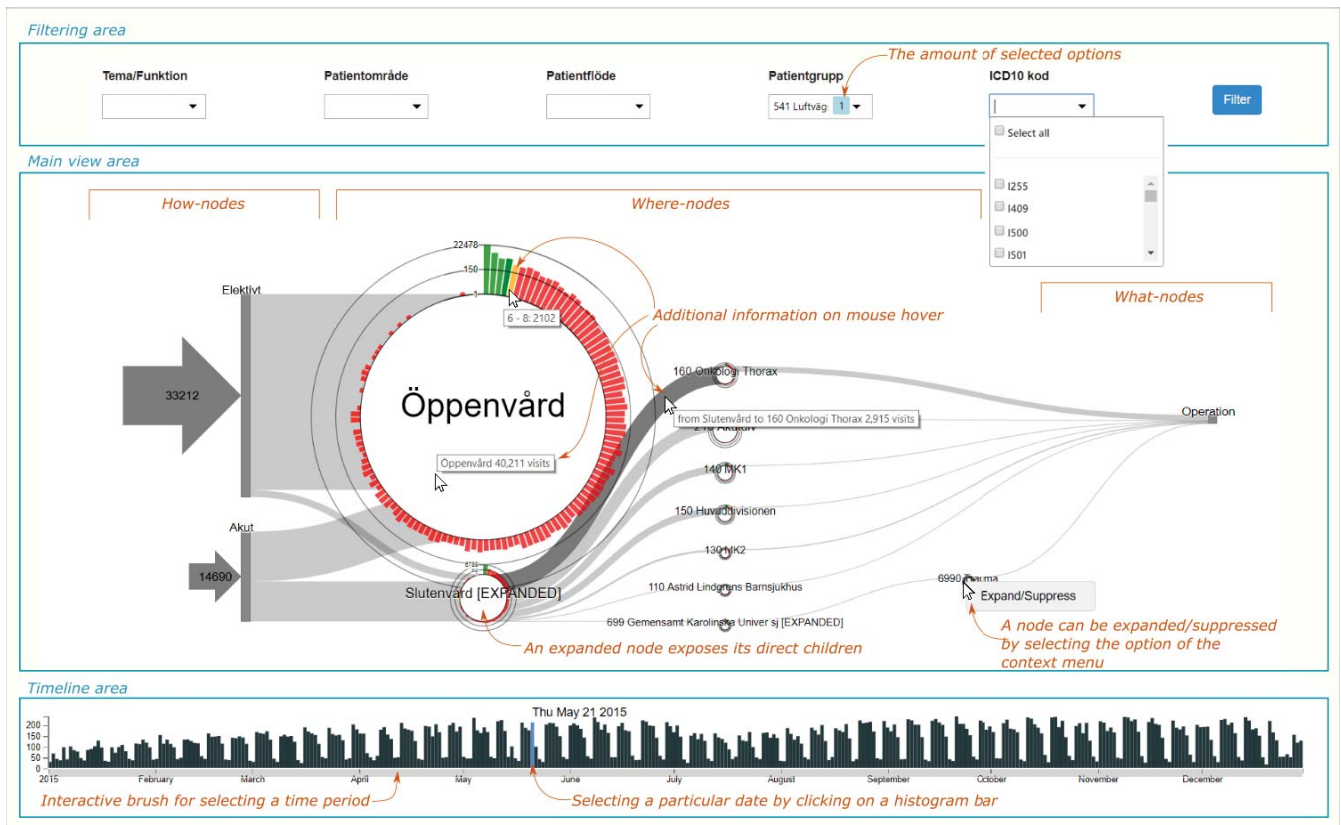 Filtering area
The amount of selected options
Tema/Funktion
Patientområde
Patientflöde
Patientgrupp
ICD10 kod
541 Luftväg
1
Filter
Select all
I255
I409
I500
I501
Main view area
How-nodes
Where-nodes
What-nodes
22478
150
1
6 - 8: 2102
Additional information on mouse hover
Elektivt
33212
Öppenvård
Öppenvård 40,211 visits
160 Onkologi Thorax
from Slutenvård to 160 Onkologi Thorax 2,915 visits
Operation
140 MK1
150 Huvaddivisionen
130 MK2
110 Astrid Lindgrens Barnsjukhus
699 Gemensamt Karolinska Univer sj [EXPANDED]
Akut
14690
Slutenvård [EXPANDED]
6990 Trauma
Expand/Suppress
An expanded node exposes its direct children
A node can be expanded/suppressed
by selecting the option of the
context menu
Timeline area
Thu May 21 2015
200
150
100
50
0
2015
February
March
April
May
June
July
August
September
October
November
December
Interactive brush for selecting a time period
Selecting a particular date by clicking on a histogram bar